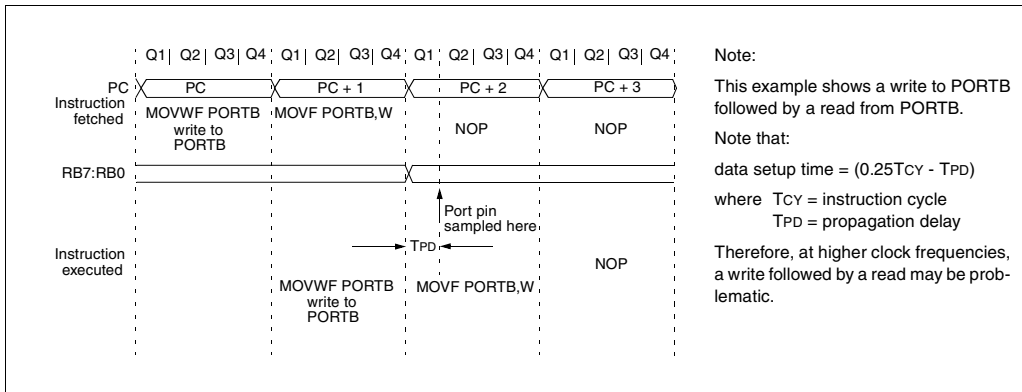 Q1| Q2| Q3| Q4 Q1| Q2| Q3| Q4 Q1| Q2| Q3| Q4 Q1| Q2| Q3| Q4
PC PC PC + 1 PC + 2 PC + 3
Instruction
fetched
MOVWF PORTB
write to
PORTB
MOVF PORTB,W
NOP
NOP
RB7:RB0
Port pin
sampled here
TPD
Instruction
executed
MOVWF PORTB
write to
PORTB
MOVF PORTB,W
NOP
Note:
This example shows a write to PORTB
followed by a read from PORTB.
Note that:
data setup time = (0.25TCY - TPD)
where TCY = instruction cycle
TPD = propagation delay
Therefore, at higher clock frequencies,
a write followed by a read may be prob-
lematic.